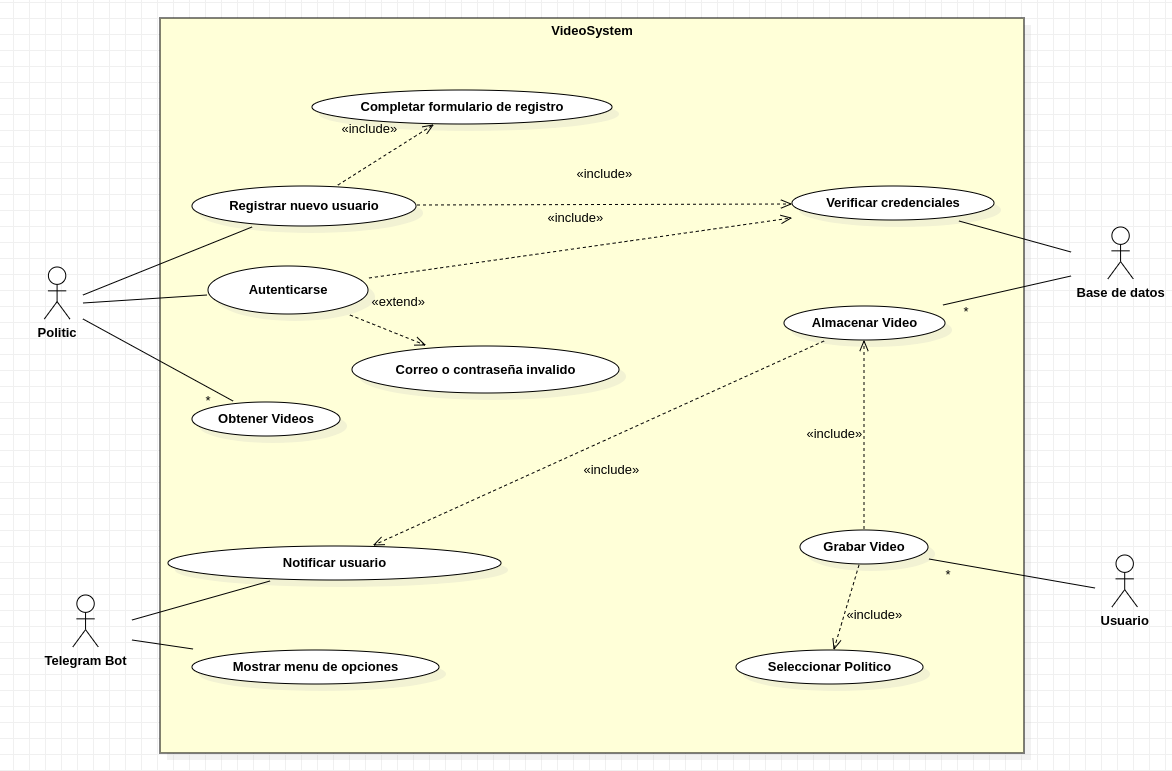 VideoSystem
Completar formulario de registro
«include»
«include»
Registrar nuevo usuario
Verificar credenciales
«include»
Autenticarse
«extend»
Base de datos
*
Almacenar Video
Politic
Correo o contraseña invalido
*
Obtener Videos
«include»
«include»
Grabar Video
Notificar usuario
*
«include»
Usuario
Telegram Bot
Mostrar menu de opciones
Seleccionar Politico